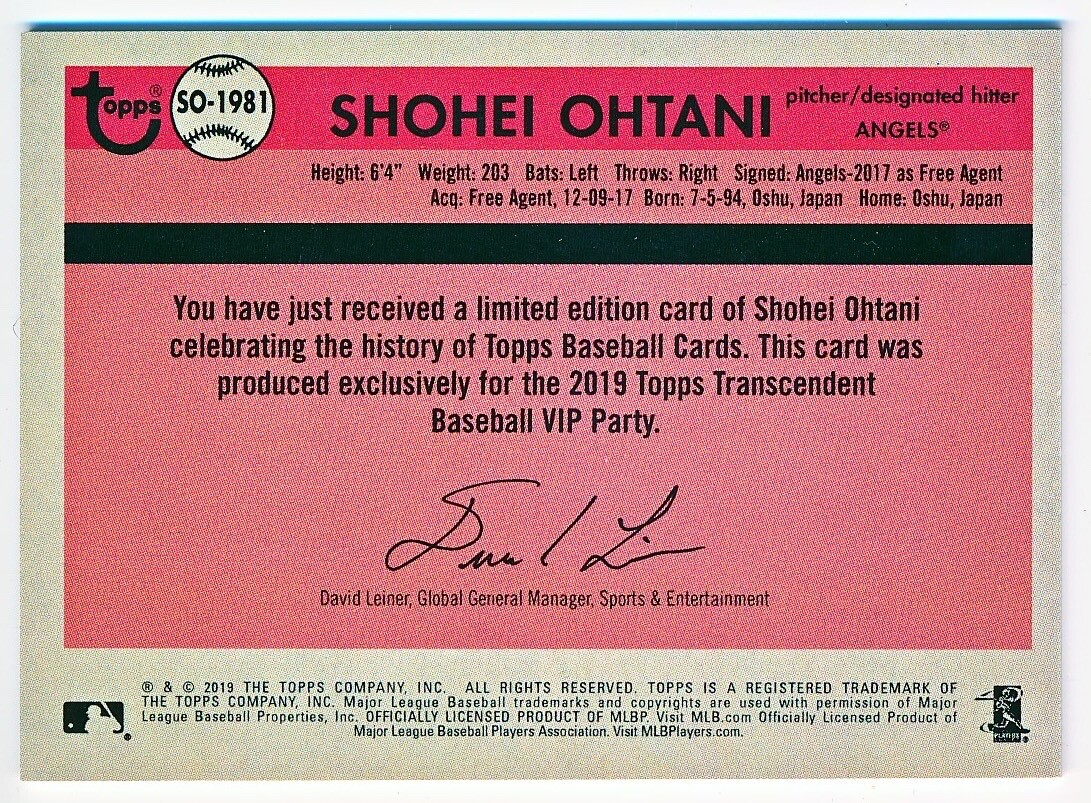 topps®
SO-1981
SHOHEI OHTANI
pitcher/designated hitter
ANGELS®
Height: 6'4" Weight: 203 Bats: Left Throws: Right Signed: Angels-2017 as Free Agent
Acq: Free Agent, 12-09-17 Born: 7-5-94, Oshu, Japan Home: Oshu, Japan
You have just received a limited edition card of Shohei Ohtani
celebrating the history of Topps Baseball Cards. This card was
produced exclusively for the 2019 Topps Transcendent
Baseball VIP Party.
David Leiner, Global General Manager, Sports & Entertainment
® & © 2019 THE TOPPS COMPANY, INC. ALL RIGHTS RESERVED. TOPPS IS A REGISTERED TRADEMARK OF
THE TOPPS COMPANY, INC. Major League Baseball trademarks and copyrights are used with permission of Major
League Baseball Properties, Inc. OFFICIALLY LICENSED PRODUCT OF MLBP. Visit MLB.com Officially Licensed Product of
Major League Baseball Players Association. Visit MLBPlayers.com.
PLAYERS